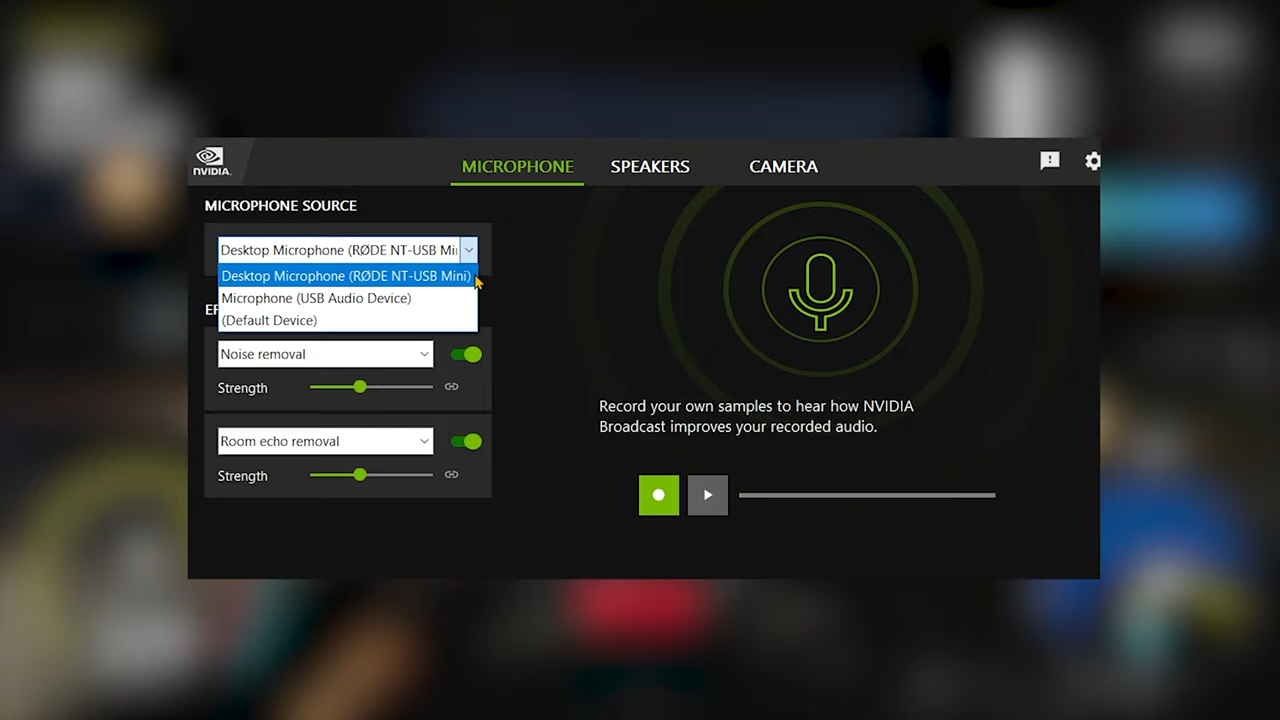 NVIDIA.
MICROPHONE
SPEAKERS
CAMERA
MICROPHONE SOURCE
Desktop Microphone (RØDE NT-USB Mi
Desktop Microphone (RØDE NT-USB Mini)
Microphone (USB Audio Device)
(Default Device)
Noise removal
Strength
Room echo removal
Strength
Record your own samples to hear how NVIDIA
Broadcast improves your recorded audio.